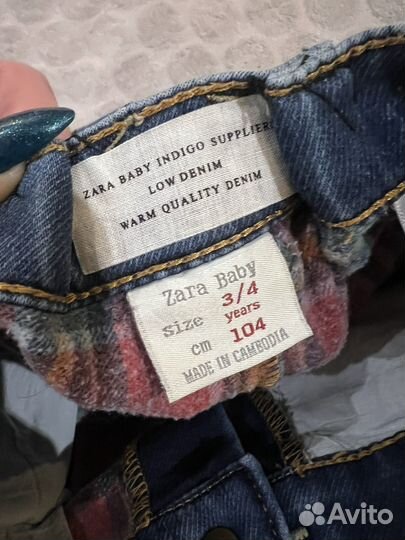 ZARA BABY INDIGO SUPPLIER
LOW DENIM
WARM QUALITY DENIM
Zara Baby
size 3/4
years
cm 104
MADE IN CAMBODIA
Avito